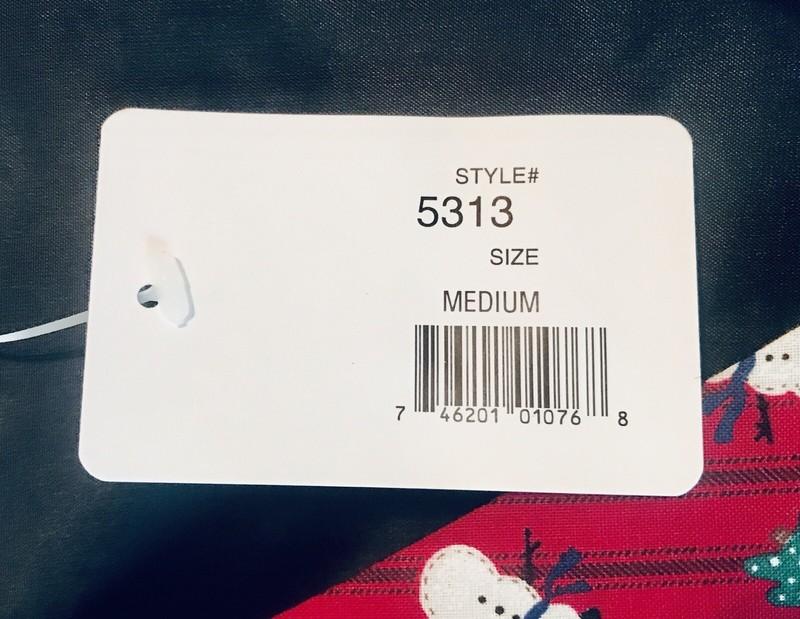 STYLE#
5313
SIZE
MEDIUM
7 46201 01076 8